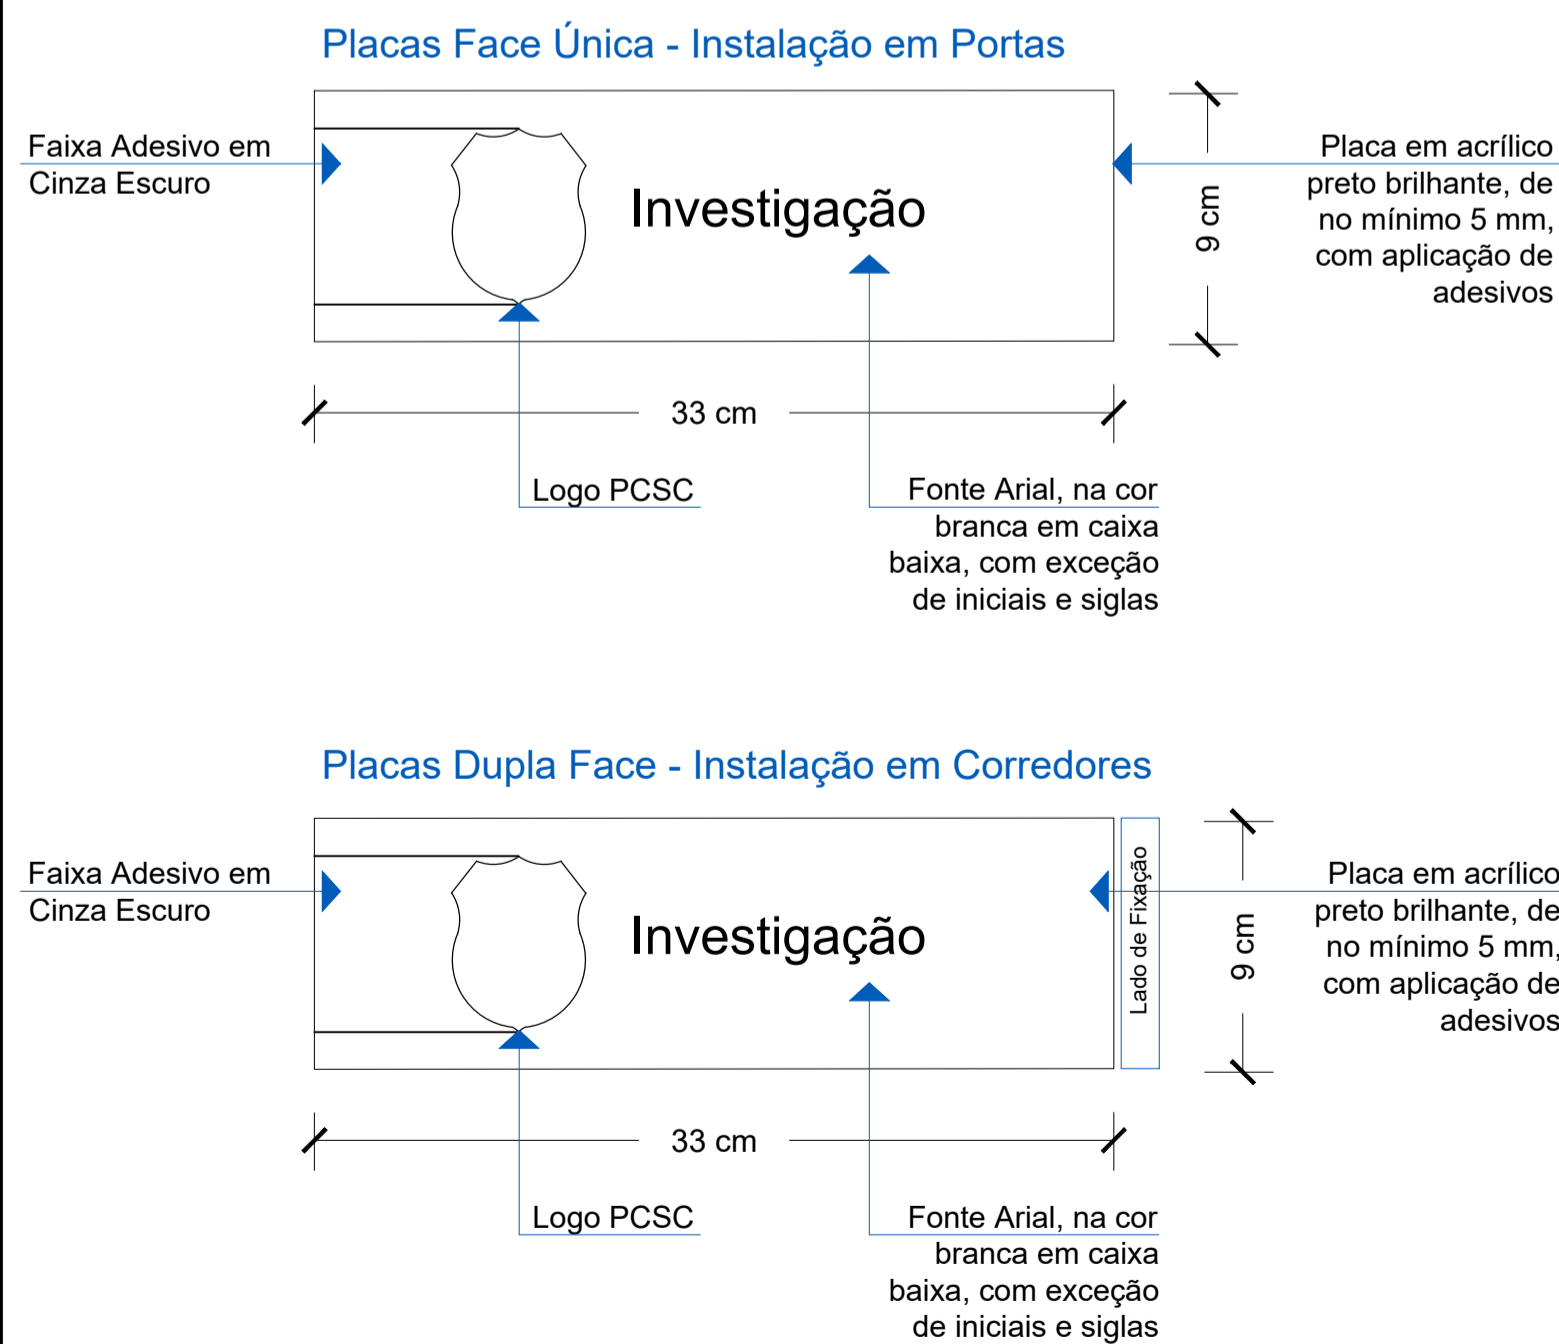 Placas Face Única - Instalação em Portas
Faixa Adesivo em
Cinza Escuro
Investigação
9 cm
Placa em acrílico
preto brilhante, de
no mínimo 5 mm,
com aplicação de
adesivos
33 cm
Logo PCSC
Fonte Arial, na cor
branca em caixa
baixa, com exceção
de iniciais e siglas
Placas Dupla Face - Instalação em Corredores
Faixa Adesivo em
Cinza Escuro
Investigação
Lado de Fixação
9 cm
Placa em acrílico
preto brilhante, de
no mínimo 5 mm,
com aplicação de
adesivos
33 cm
Logo PCSC
Fonte Arial, na cor
branca em caixa
baixa, com exceção
de iniciais e siglas